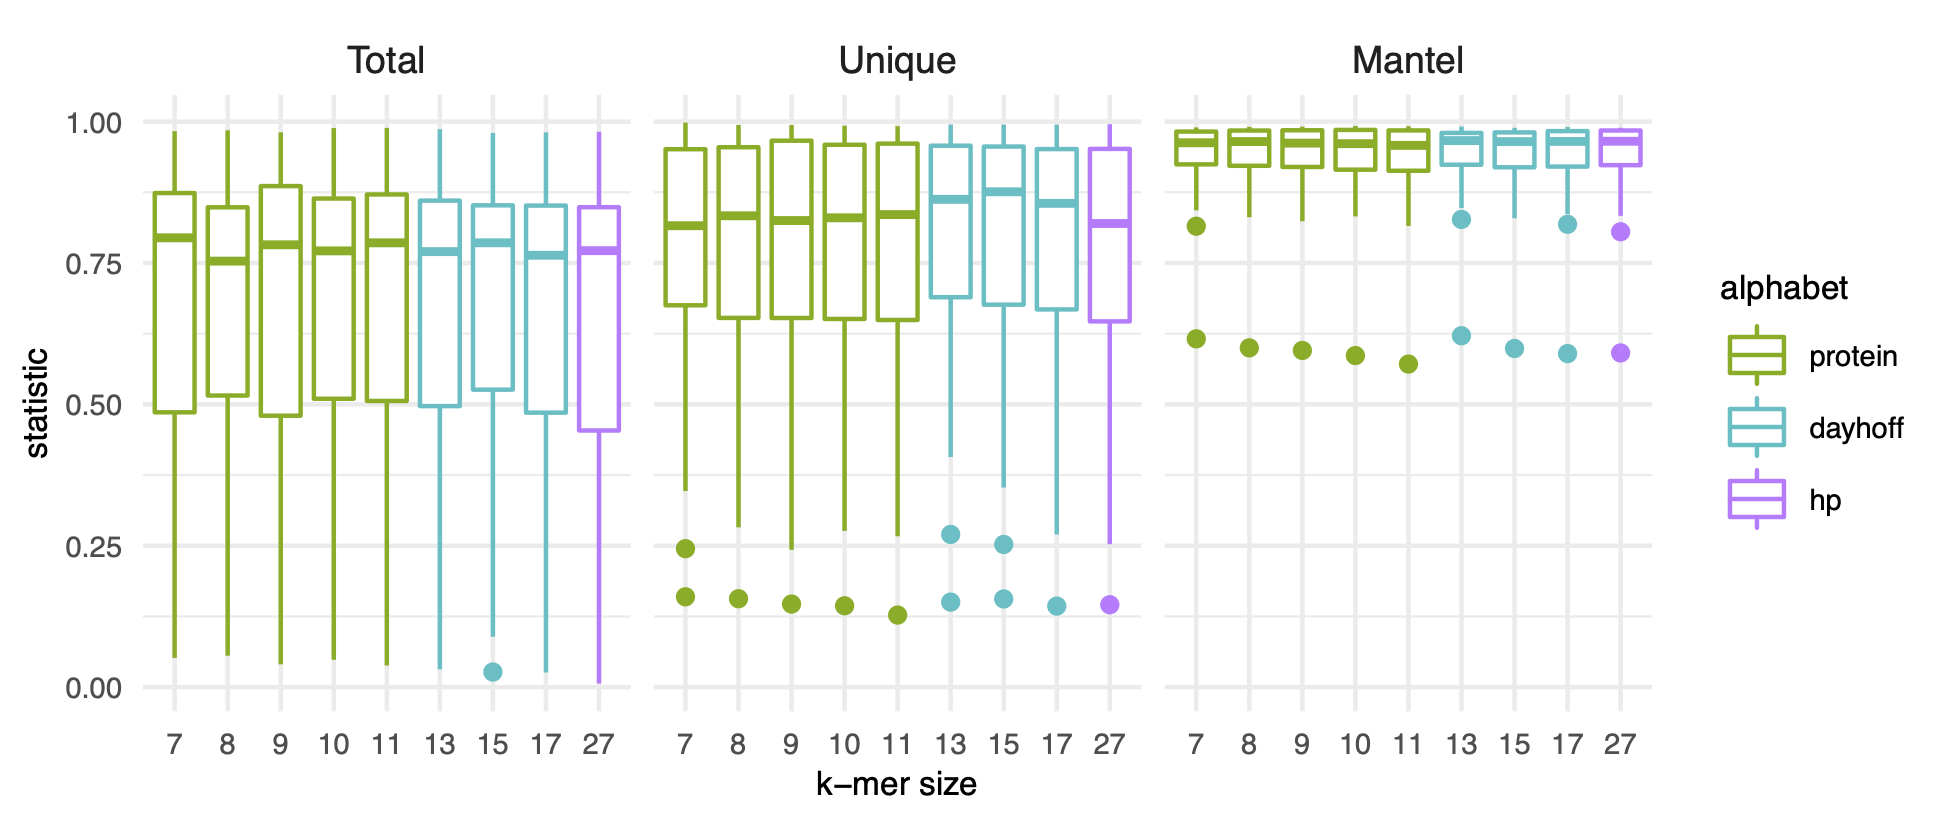 Total Unique Mantel
1.00
0.75
0.50
0.25
0.00
statistic
7 8 9 10 11 13 15 17 27 7 8 9 10 11 13 15 17 27 7 8 9 10 11 13 15 17 27
k−mer size
alphabet
protein
dayhoff
hp